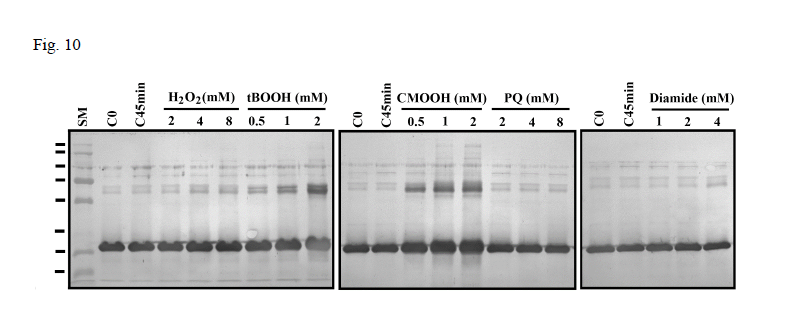 Fig. 10
H₂O₂(mM) tBOOH (mM) CMOOH (mM) PQ (mM) Diamide (mM)
SM C0 C45min 2 4 8 0.5 1 2 C0 C45min 0.5 1 2 2 4 8 C0 C45min 1 2 4